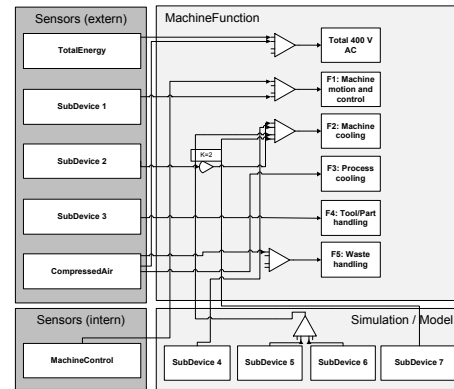 Sensors (extern)
MachineFunction
TotalEnergy
Total 400 V
AC
SubDevice 1
F1: Machine
motion and
control
SubDevice 2
K=2
F2: Machine
cooling
F3: Process
cooling
SubDevice 3
F4: Tool/Part
handling
CompressedAir
F5: Waste
handling
Sensors (intern)
Simulation / Model
MachineControl
SubDevice 4
SubDevice 5
SubDevice 6
SubDevice 7